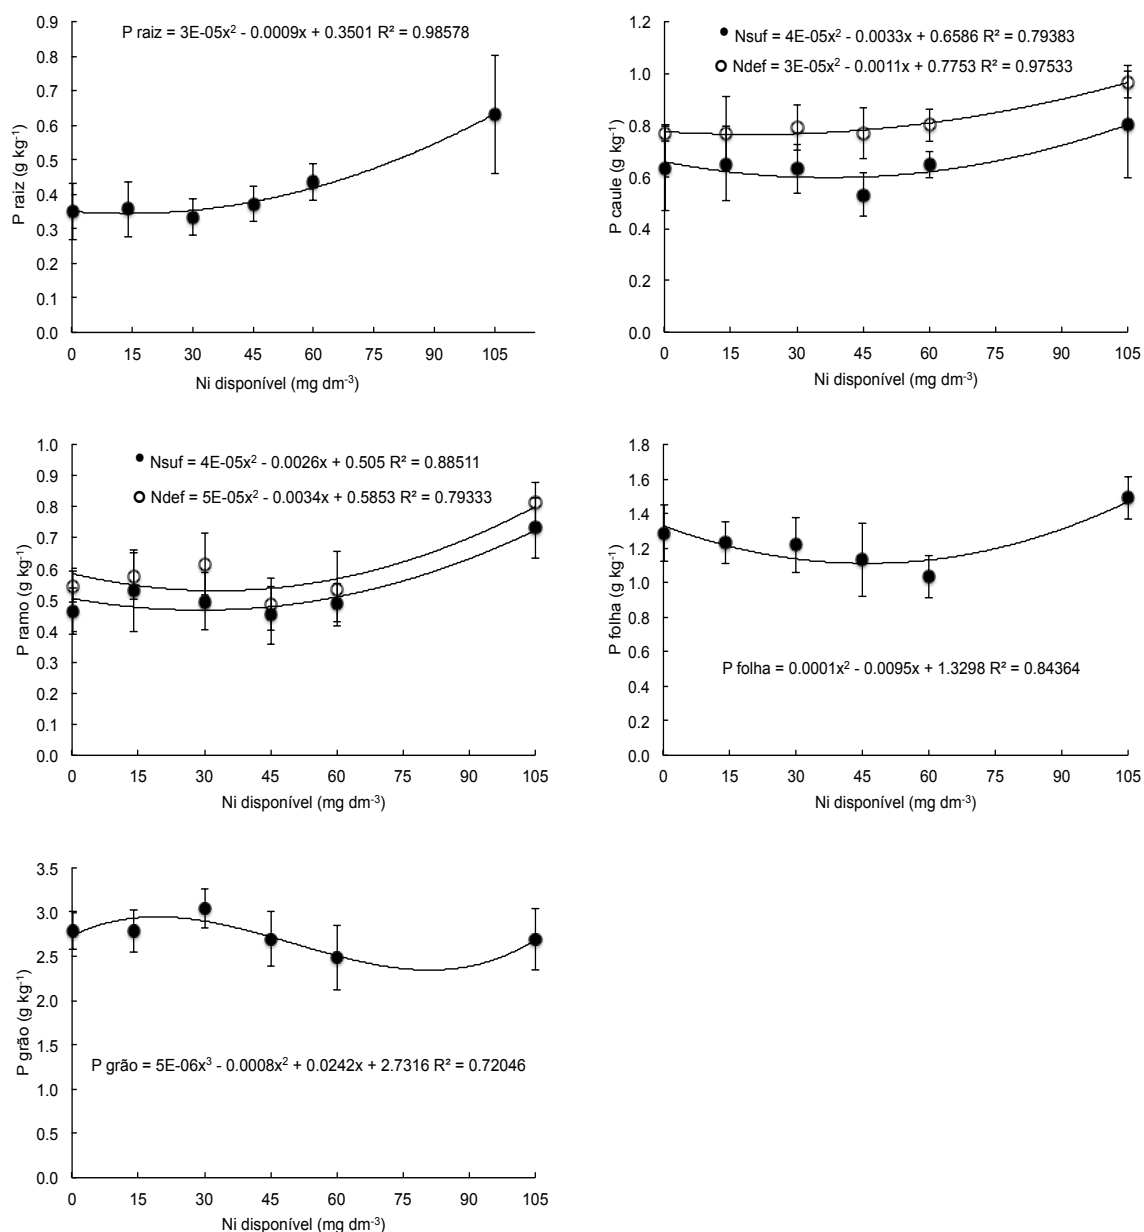 P raiz = 3E-05x² - 0.0009x + 0.3501 R² = 0.98578
P raiz (g kg⁻¹)
0.9
0.8
0.7
0.6
0.5
0.4
0.3
0.2
0.1
0.0
0 15 30 45 60 75 90 105
Ni disponível (mg dm⁻³)
● Nsuf = 4E-05x² - 0.0033x + 0.6586 R² = 0.79383
○ Ndef = 3E-05x² - 0.0011x + 0.7753 R² = 0.97533
P caule (g kg⁻¹)
1.2
1.0
0.8
0.6
0.4
0.2
0.0
0 15 30 45 60 75 90 105
Ni disponível (mg dm⁻³)
● Nsuf = 4E-05x² - 0.0026x + 0.505 R² = 0.88511
○ Ndef = 5E-05x² - 0.0034x + 0.5853 R² = 0.79333
P ramo (g kg⁻¹)
1.0
0.9
0.8
0.7
0.6
0.5
0.4
0.3
0.2
0.1
0.0
0 15 30 45 60 75 90 105
Ni disponível (mg dm⁻³)
P folha (g kg⁻¹)
1.8
1.6
1.4
1.2
1.0
0.8
0.6
0.4
0.2
0.0
P folha = 0.0001x² - 0.0095x + 1.3298 R² = 0.84364
0 15 30 45 60 75 90 105
Ni disponível (mg dm⁻³)
P grão (g kg⁻¹)
3.5
3.0
2.5
2.0
1.5
1.0
0.5
0.0
P grão = 5E-06x³ - 0.0008x² + 0.0242x + 2.7316 R² = 0.72046
0 15 30 45 60 75 90 105
Ni disponível (mg dm⁻³)